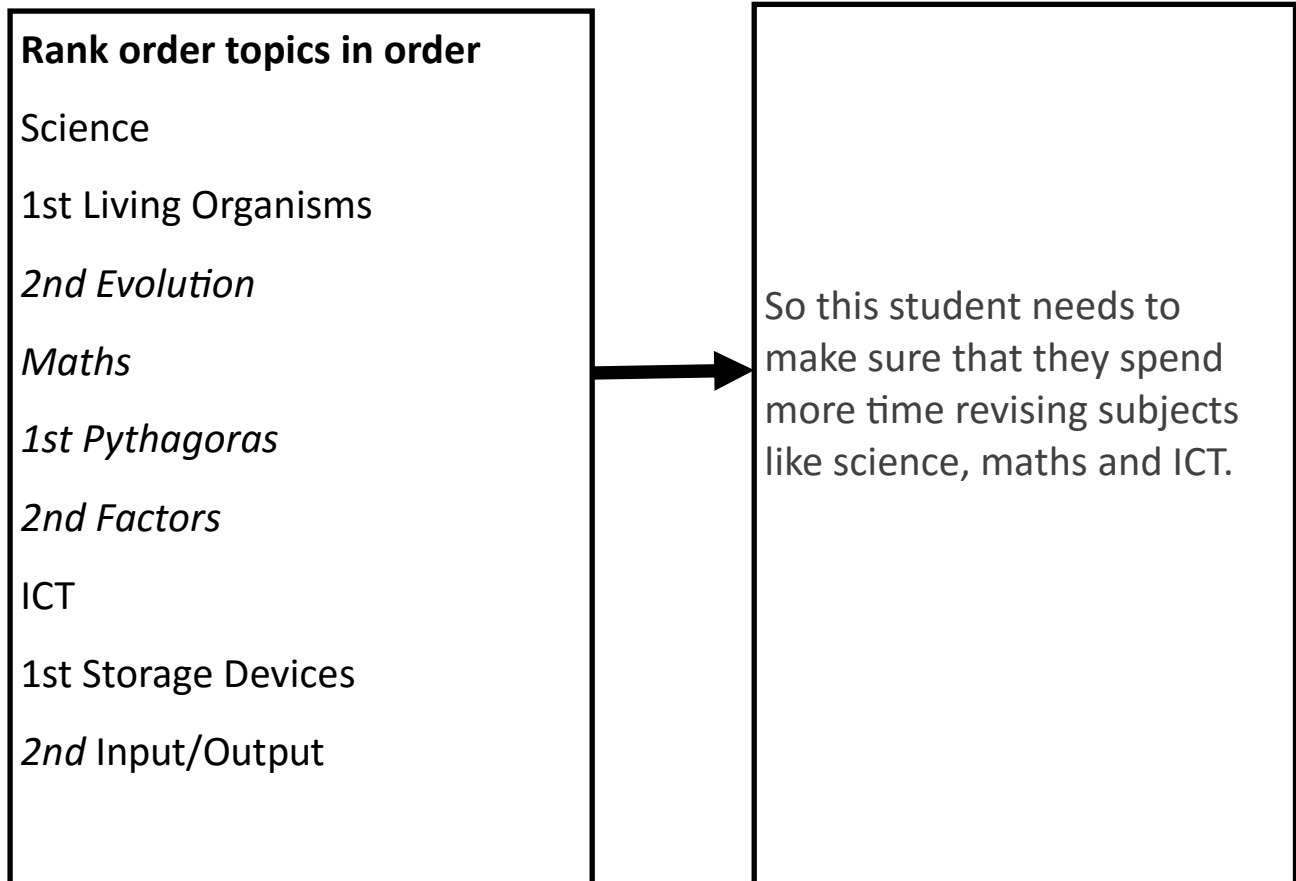 Rank order topics in order
Science
1st Living Organisms
2nd Evolution
Maths
1st Pythagoras
2nd Factors
ICT
1st Storage Devices
2nd Input/Output
So this student needs to
make sure that they spend
more time revising subjects
like science, maths and ICT.